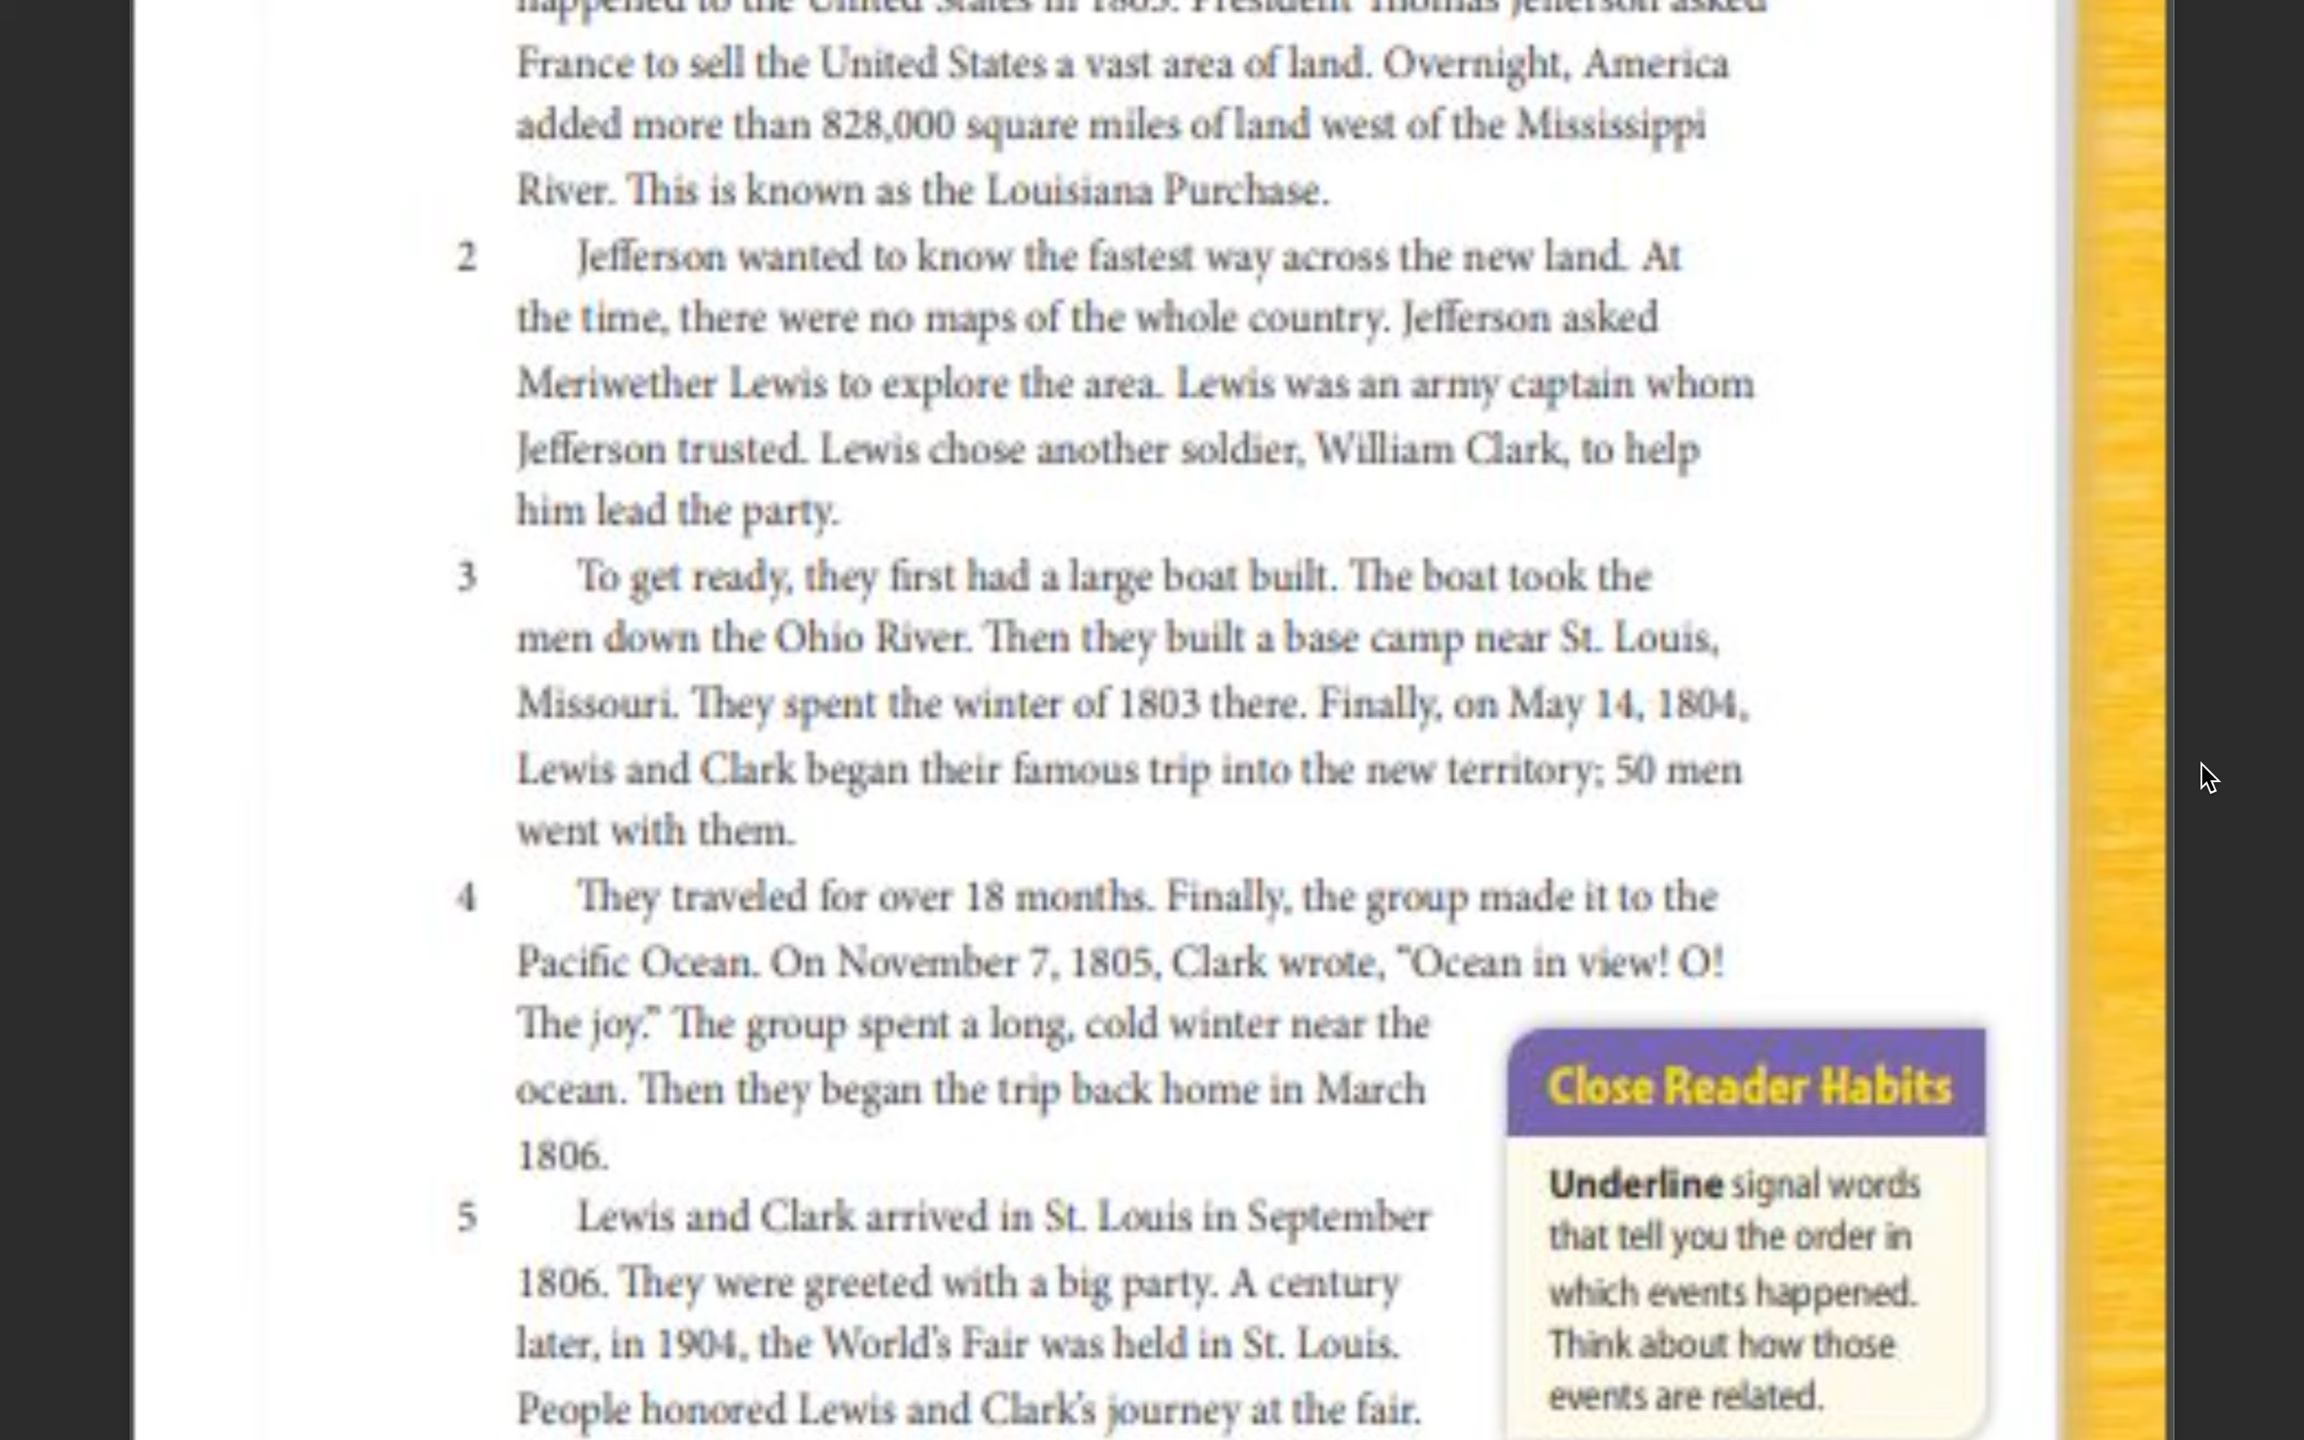 happened to the United States in 1803. President Thomas Jefferson asked
France to sell the United States a vast area of land. Overnight, America
added more than 828,000 square miles of land west of the Mississippi
River. This is known as the Louisiana Purchase.
2 Jefferson wanted to know the fastest way across the new land. At
the time, there were no maps of the whole country. Jefferson asked
Meriwether Lewis to explore the area. Lewis was an army captain whom
Jefferson trusted. Lewis chose another soldier, William Clark, to help
him lead the party.
3 To get ready, they first had a large boat built. The boat took the
men down the Ohio River. Then they built a base camp near St. Louis,
Missouri. They spent the winter of 1803 there. Finally, on May 14, 1804,
Lewis and Clark began their famous trip into the new territory; 50 men
went with them.
4 They traveled for over 18 months. Finally, the group made it to the
Pacific Ocean. On November 7, 1805, Clark wrote, "Ocean in view! O!
The joy." The group spent a long, cold winter near the
ocean. Then they began the trip back home in March
1806.
5 Lewis and Clark arrived in St. Louis in September
1806. They were greeted with a big party. A century
later, in 1904, the World's Fair was held in St. Louis.
People honored Lewis and Clark's journey at the fair.
Close Reader Habits
Underline signal words
that tell you the order in
which events happened.
Think about how those
events are related.